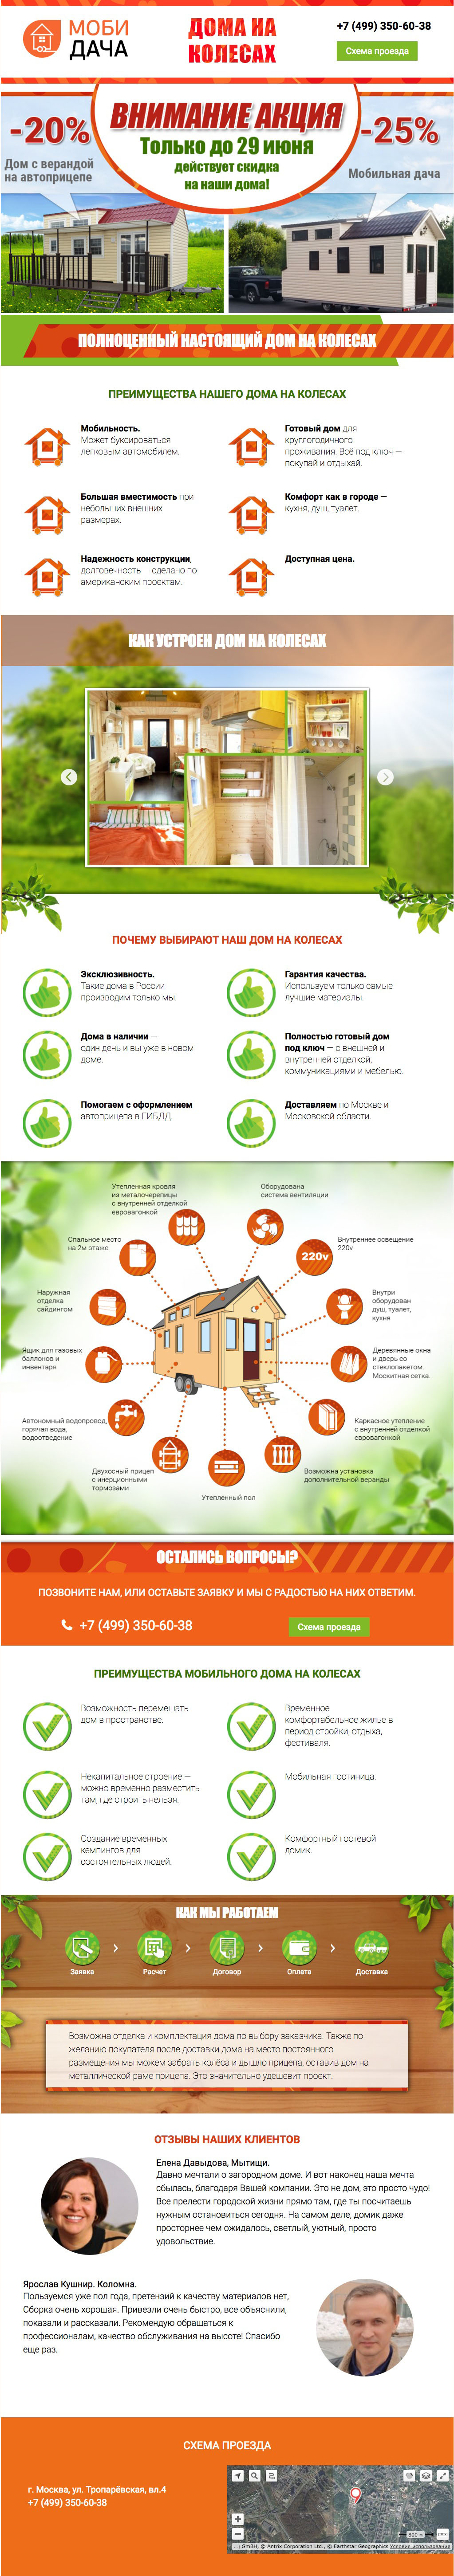 МОБИ
ДАЧА
ДОМА НА
КОЛЕСАХ
+7 (499) 350-60-38
Схема проезда
ВНИМАНИЕ АКЦИЯ
Только до 29 июня
действует скидка
на наши дома!
-20%
Дом с верандой
на автоприцепе
-25%
Мобильная дача
ПОЛНОЦЕННЫЙ НАСТОЯЩИЙ ДОМ НА КОЛЕСАХ
ПРЕИМУЩЕСТВА НАШЕГО ДОМА НА КОЛЕСАХ
Мобильность.
Может буксироваться
легковым автомобилем.
Готовый дом для
круглогодичного
проживания. Всё под ключ —
покупай и отдыхай.
Большая вместимость при
небольших внешних
размерах.
Комфорт как в городе —
кухня, душ, туалет.
Надежность конструкции,
долговечность — сделано по
американским проектам.
Доступная цена.
КАК УСТРОЕН ДОМ НА КОЛЕСАХ
ПОЧЕМУ ВЫБИРАЮТ НАШ ДОМ НА КОЛЕСАХ
Эксклюзивность.
Такие дома в России
производим только мы.
Гарантия качества.
Используем только самые
лучшие материалы.
Дома в наличии —
один день и вы уже в новом
доме.
Полностью готовый дом
под ключ — с внешней и
внутренней отделкой,
коммуникациями и мебелью.
Помогаем с оформлением
автоприцепа в ГИБДД.
Доставляем по Москве и
Московской области.
Утепленная кровля
из металочерепицы
с внутренней отделкой
евровагонкой
Оборудована
система вентиляции
Спальное место
на 2м этаже
220v
Внутреннее освещение
220v
Наружная
отделка
сайдингом
Внутри
оборудован
душ, туалет,
кухня
Ящик для газовых
баллонов и
инвентаря
Деревянные окна
и дверь со
стеклопакетом.
Москитная сетка.
Автономный водопровод,
горячая вода,
водоотведение
Каркасное утепление
с внутренней отделкой
евровагонкой
Двухосный прицеп
с инерционными
тормозами
Возможна установка
дополнительной веранды
Утепленный пол
ОСТАЛИСЬ ВОПРОСЫ?
ПОЗВОНИТЕ НАМ, ИЛИ ОСТАВЬТЕ ЗАЯВКУ И МЫ С РАДОСТЬЮ НА НИХ ОТВЕТИМ.
+7 (499) 350-60-38
Схема проезда
ПРЕИМУЩЕСТВА МОБИЛЬНОГО ДОМА НА КОЛЕСАХ
Возможность перемещать
дом в пространстве.
Временное
комфортабельное жилье в
период стройки, отдыха,
фестиваля.
Некапитальное строение —
можно временно разместить
там, где строить нельзя.
Мобильная гостиница.
Создание временных
кемпингов для
состоятельных людей.
Комфортный гостевой
домик.
КАК МЫ РАБОТАЕМ
Заявка
Расчет
Договор
Оплата
Доставка
Возможна отделка и комплектация дома по выбору заказчика. Также по
желанию покупателя после доставки дома на место постоянного
размещения мы можем забрать колёса и дышло прицепа, оставив дом на
металлической раме прицепа. Это значительно удешевит проект.
ОТЗЫВЫ НАШИХ КЛИЕНТОВ
Елена Давыдова, Мытищи.
Давно мечтали о загородном доме. И вот наконец наша мечта
сбылась, благодаря Вашей компании. Это не дом, это просто чудо!
Все прелести городской жизни прямо там, где ты посчитаешь
нужным остановиться сегодня. На самом деле, домик даже
просторнее чем ожидалось, светлый, уютный, просто
удовольствие.
Ярослав Кушнир. Коломна.
Пользуемся уже пол года, претензий к качеству материалов нет,
Сборка очень хорошая. Привезли очень быстро, все объяснили,
показали и рассказали. Рекомендую обращаться к
профессионалам, качество обслуживания на высоте! Спасибо
еще раз.
СХЕМА ПРОЕЗДА
г. Москва, ул. Тропарёвская, вл.4
+7 (499) 350-60-38
800 м
GmbH, © Antrix Corporation Ltd., © Earthstar Geographics Условия использования